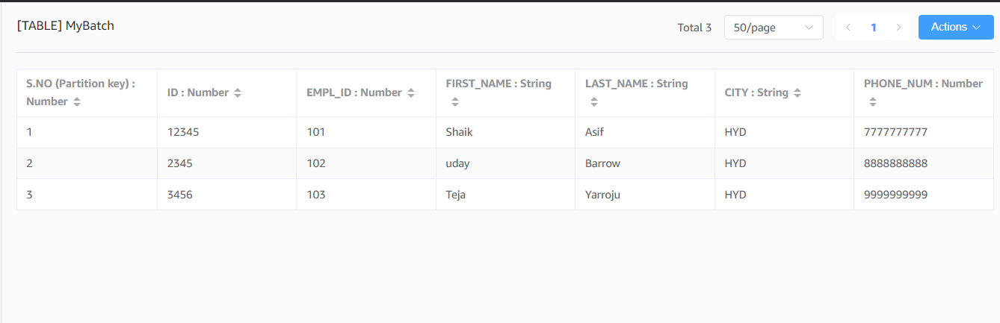 [TABLE] MyBatch
Total 3 50/page 1 Actions
S.NO (Partition key) : Number ID : Number EMPL_ID : Number FIRST_NAME : String LAST_NAME : String CITY : String PHONE_NUM : Number
1 12345 101 Shaik Asif HYD 7777777777
2 2345 102 uday Barrow HYD 8888888888
3 3456 103 Teja Yarroju HYD 9999999999